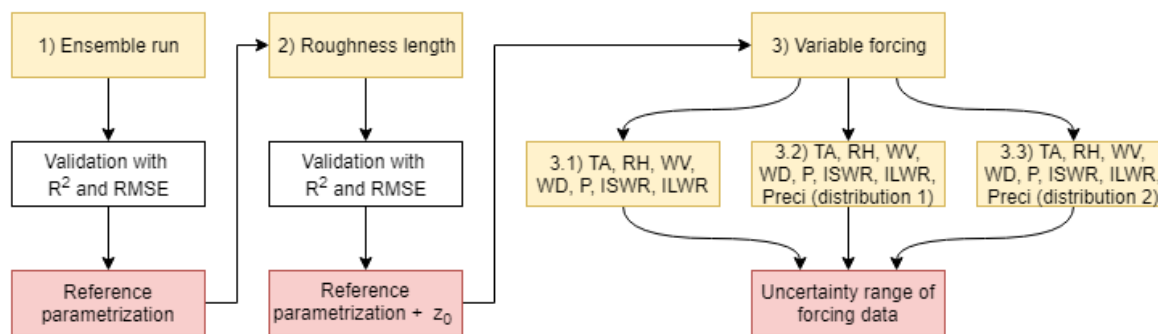 1) Ensemble run
Validation with
R² and RMSE
Reference
parametrization
2) Roughness length
Validation with
R² and RMSE
Reference
parametrization + z₀
3) Variable forcing
3.1) TA, RH, WV,
WD, P, ISWR, ILWR
3.2) TA, RH, WV,
WD, P, ISWR, ILWR,
Preci (distribution 1)
3.3) TA, RH, WV,
WD, P, ISWR, ILWR,
Preci (distribution 2)
Uncertainty range of
forcing data